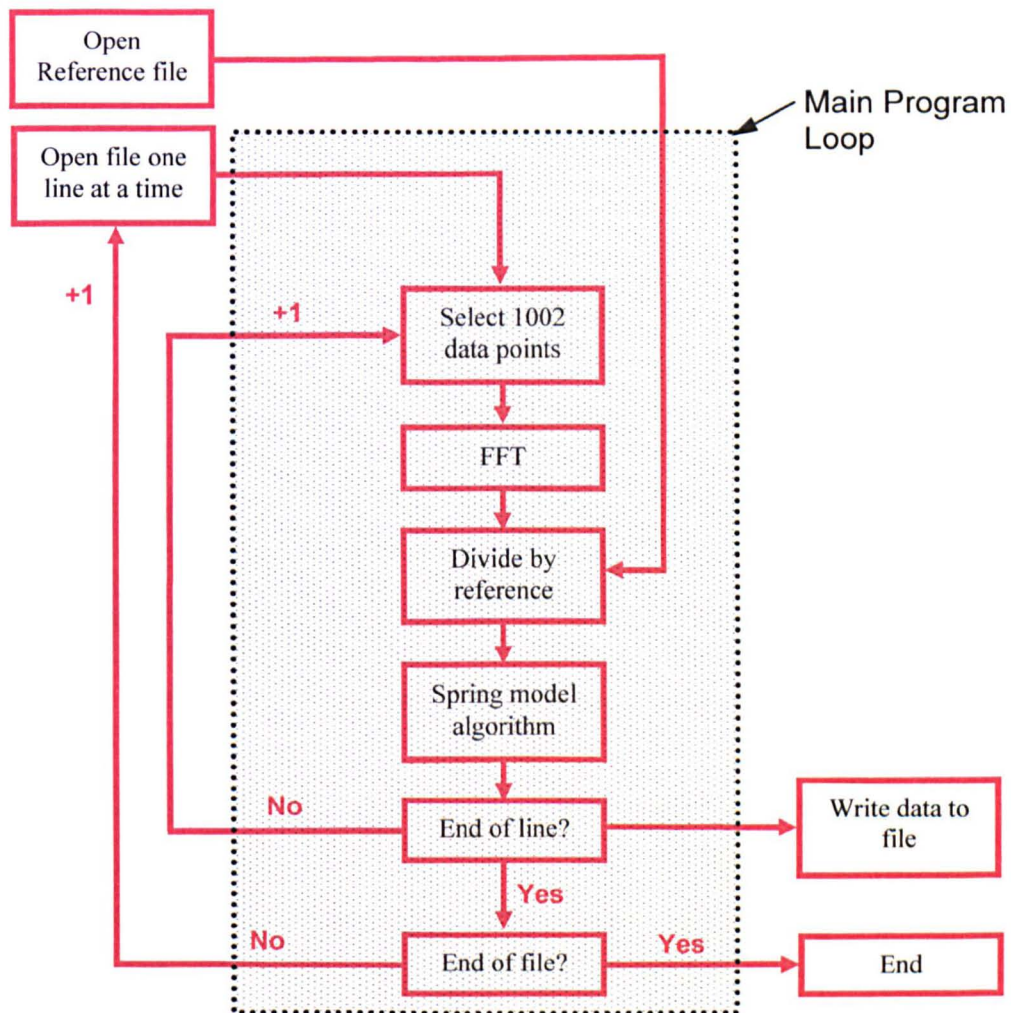 Open
Reference file
Main Program
Loop
Open file one
line at a time
+1
+1
Select 1002
data points
FFT
Divide by
reference
Spring model
algorithm
No
End of line?
Write data to
file
Yes
No
End of file?
Yes
End